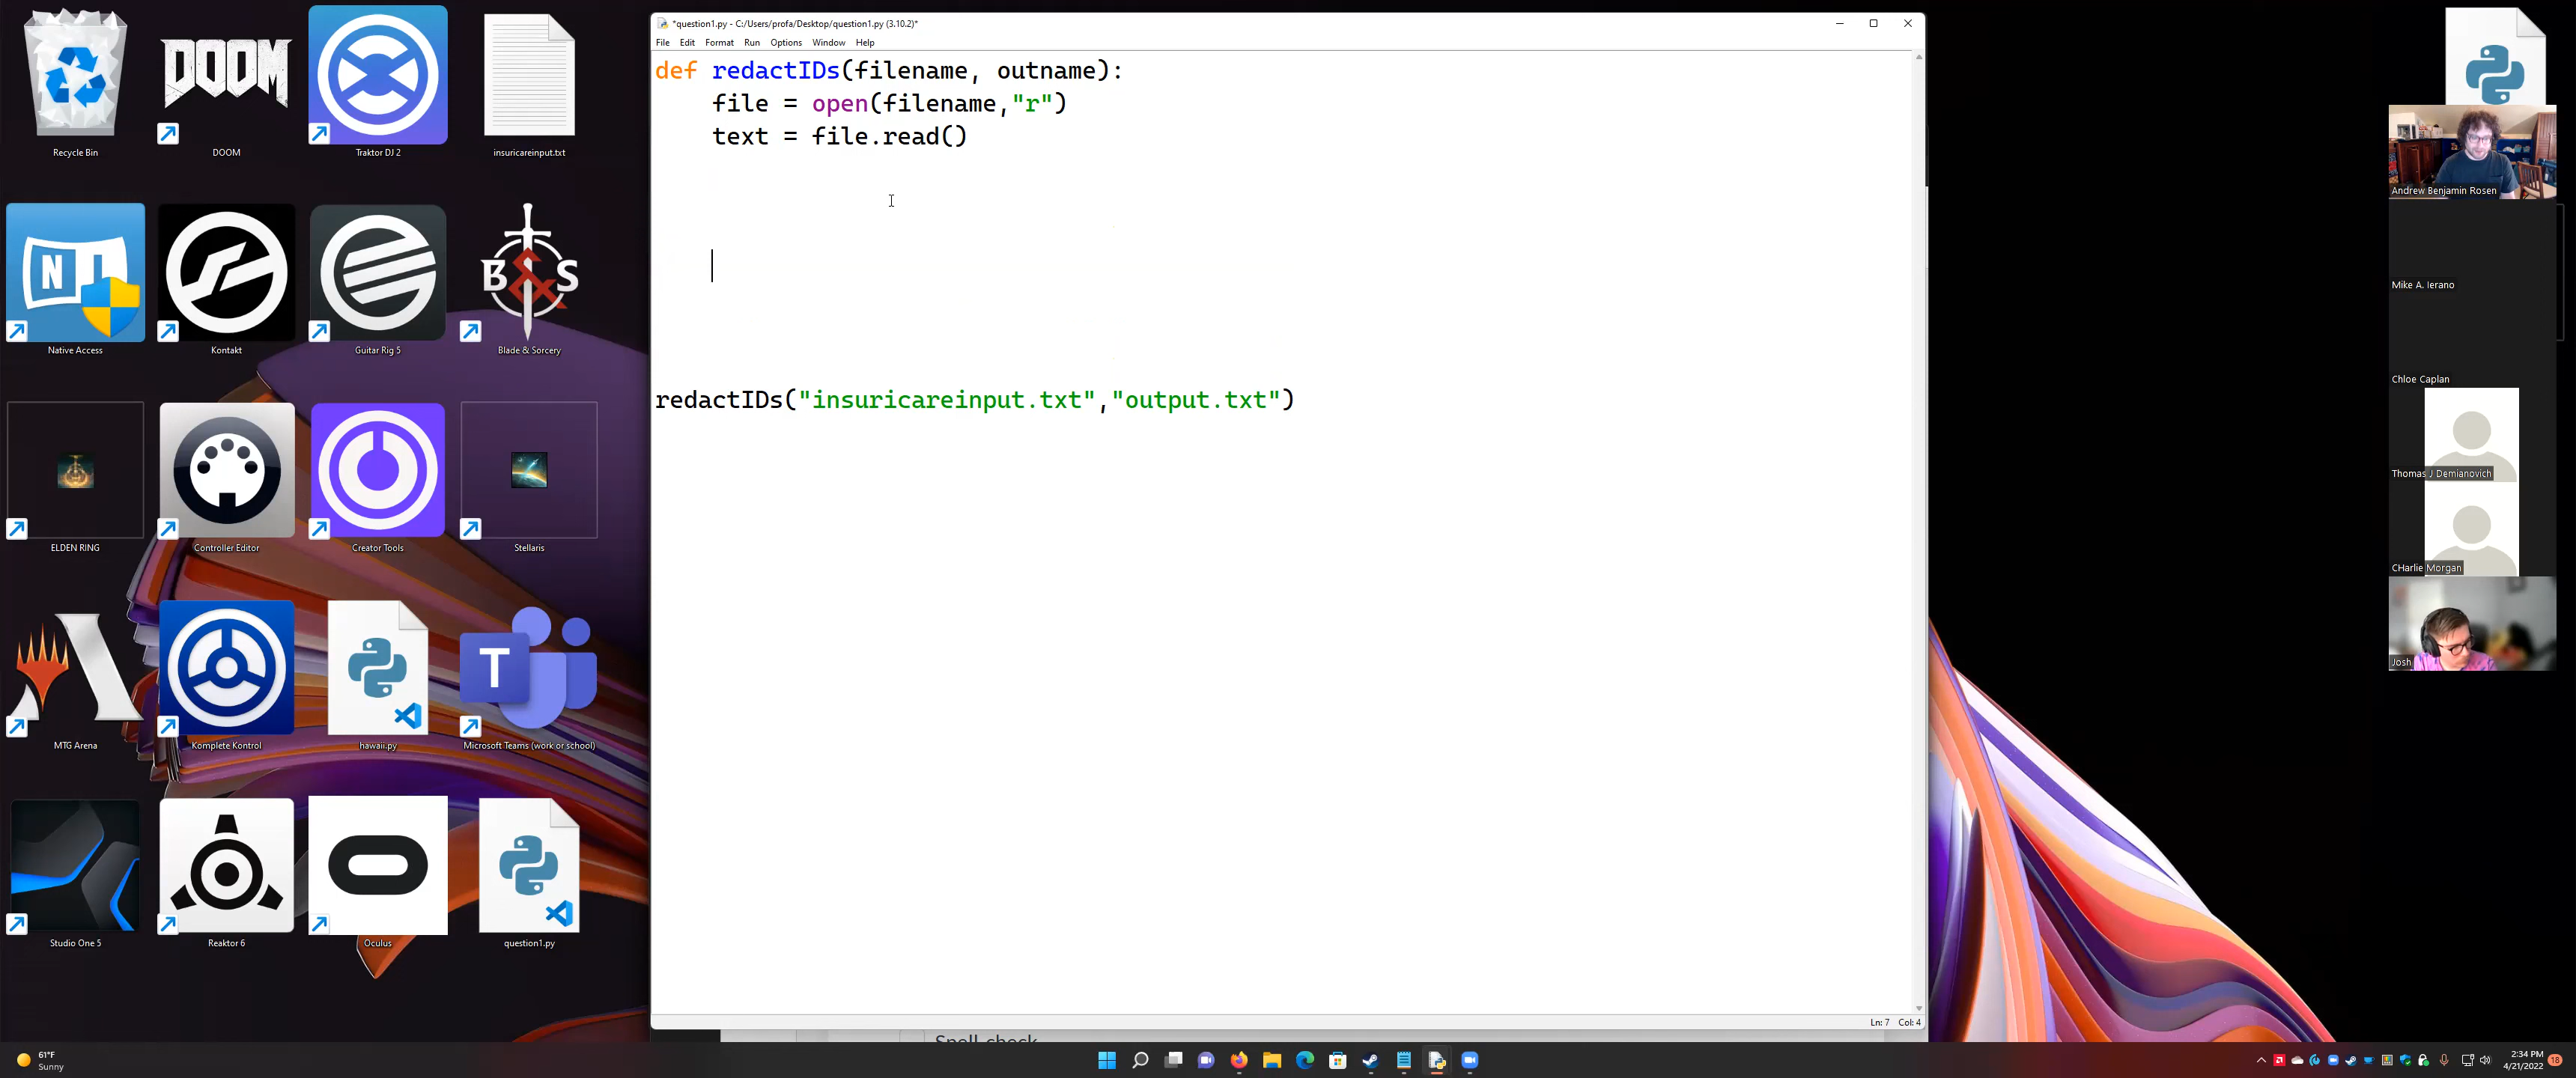 Recycle Bin
DOOM
DOOM
Traktor DJ 2
insuricareinput.txt
N I
Native Access
Kontakt
Guitar Rig 5
B&S
Blade & Sorcery
ELDEN RING
Controller Editor
Creator Tools
Stellaris
MTG Arena
Komplete Kontrol
hawaii.py
T
Microsoft Teams (work or school)
Studio One 5
Reaktor 6
Oculus
question1.py
*question1.py - C:/Users/profa/Desktop/question1.py (3.10.2)*
File Edit Format Run Options Window Help
def redactIDs(filename, outname):
file = open(filename,"r")
text = file.read()
redactIDs("insuricareinput.txt","output.txt")
Ln: 7 Col: 4
Spell check
Andrew Benjamin Rosen
Mike A. Ierano
Chloe Caplan
Thomas J Demianovich
CHarlie Morgan
Josh
61°F
Sunny
2:34 PM
4/21/2022
18